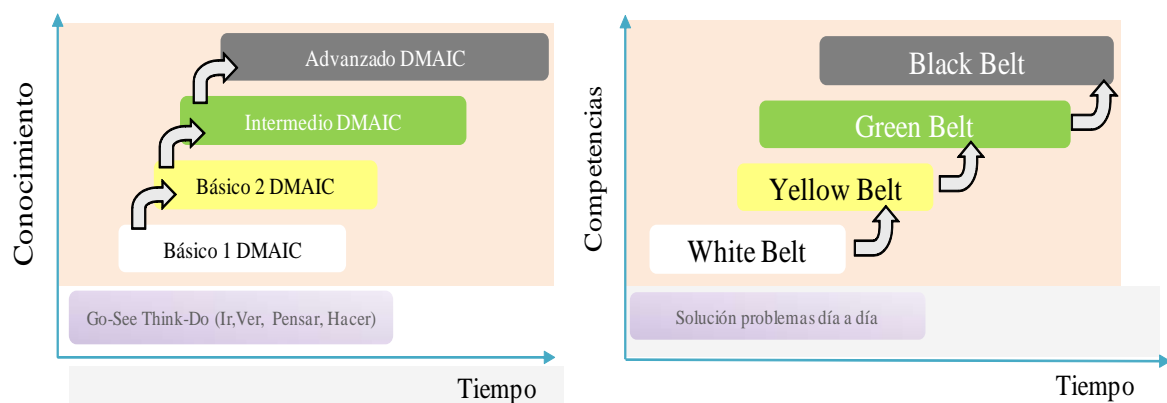 Conocimiento
Advanzado DMAIC
Intermedio DMAIC
Básico 2 DMAIC
Básico 1 DMAIC
Go-See Think-Do (Ir,Ver, Pensar, Hacer)
Tiempo
Competencias
Black Belt
Green Belt
Yellow Belt
White Belt
Solución problemas día a día
Tiempo